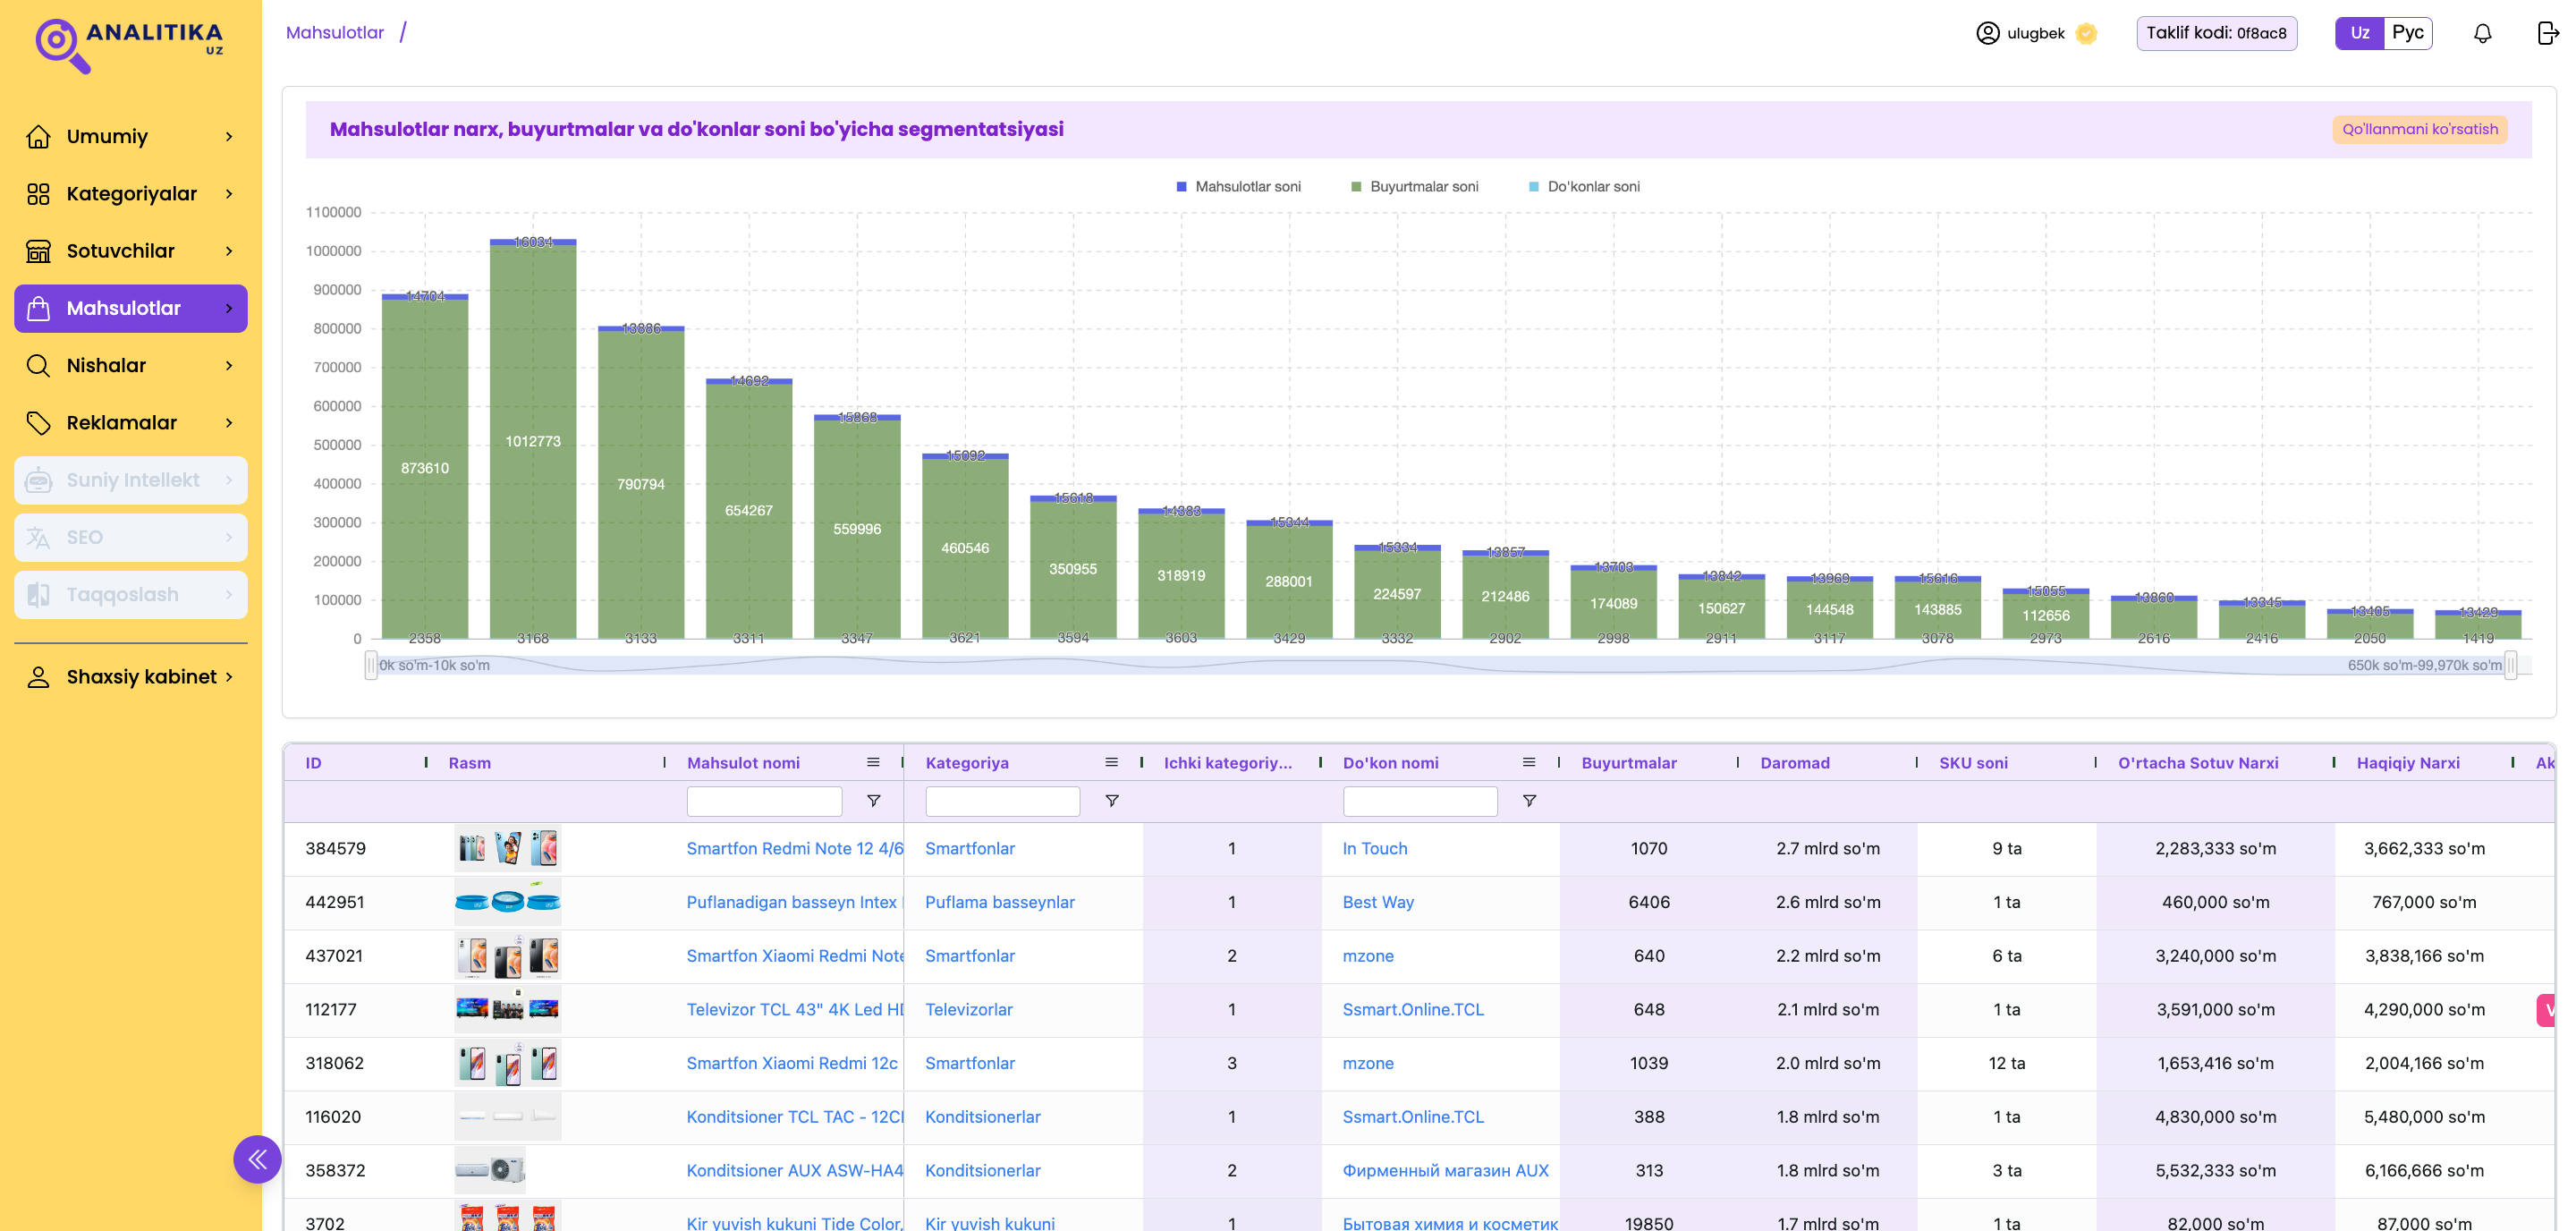 ANALITIKA
UZ
Mahsulotlar /
ulugbek
Taklif kodi: 0f8ac8
Uz Рус
Umumiy
Kategoriyalar
Sotuvchilar
Mahsulotlar
Nishalar
Reklamalar
Suniy Intellekt
SEO
Taqqoslash
Shaxsiy kabinet
Mahsulotlar narx, buyurtmalar va do'konlar soni bo'yicha segmentatsiyasi
Qo'llanmani ko'rsatish
Mahsulotlar soni Buyurtmalar soni Do'konlar soni
1100000
1000000
900000
800000
700000
600000
500000
400000
300000
200000
100000
0
14704 16034 13886 14692 15868 15092 15618 14383 15344 15334 13857 13703 13842 13969 15616 15055 13860 13345 13405 13429
873610 1012773 790794 654267 559996 460546 350955 318919 288001 224597 212486 174089 150627 144548 143885 112656
2358 3168 3133 3311 3347 3621 3594 3603 3429 3332 2902 2998 2911 3117 3078 2973 2616 2416 2050 1419
0k so'm-10k so'm 650k so'm-99,970k so'm
ID Rasm Mahsulot nomi Kategoriya Ichki kategoriy... Do'kon nomi Buyurtmalar Daromad SKU soni O'rtacha Sotuv Narxi Haqiqiy Narxi Ak
384579 Smartfon Redmi Note 12 4/6 Smartfonlar 1 In Touch 1070 2.7 mlrd so'm 9 ta 2,283,333 so'm 3,662,333 so'm
442951 Puflanadigan basseyn Intex Puflama basseynlar 1 Best Way 6406 2.6 mlrd so'm 1 ta 460,000 so'm 767,000 so'm
437021 Smartfon Xiaomi Redmi Note Smartfonlar 2 mzone 640 2.2 mlrd so'm 6 ta 3,240,000 so'm 3,838,166 so'm
112177 Televizor TCL 43" 4K Led HD Televizorlar 1 Ssmart.Online.TCL 648 2.1 mlrd so'm 1 ta 3,591,000 so'm 4,290,000 so'm V
318062 Smartfon Xiaomi Redmi 12c Smartfonlar 3 mzone 1039 2.0 mlrd so'm 12 ta 1,653,416 so'm 2,004,166 so'm
116020 Konditsioner TCL TAC - 12CH Konditsionerlar 1 Ssmart.Online.TCL 388 1.8 mlrd so'm 1 ta 4,830,000 so'm 5,480,000 so'm
358372 Konditsioner AUX ASW-HA4 Konditsionerlar 2 Фирменный магазин AUX 313 1.8 mlrd so'm 3 ta 5,532,333 so'm 6,166,666 so'm
3702 Kir yuvish kukuni Tide Color, Kir yuvish kukuni 1 Бытовая химия и косметик 19850 1.7 mlrd so'm 1 ta 82,000 so'm 87,000 so'm